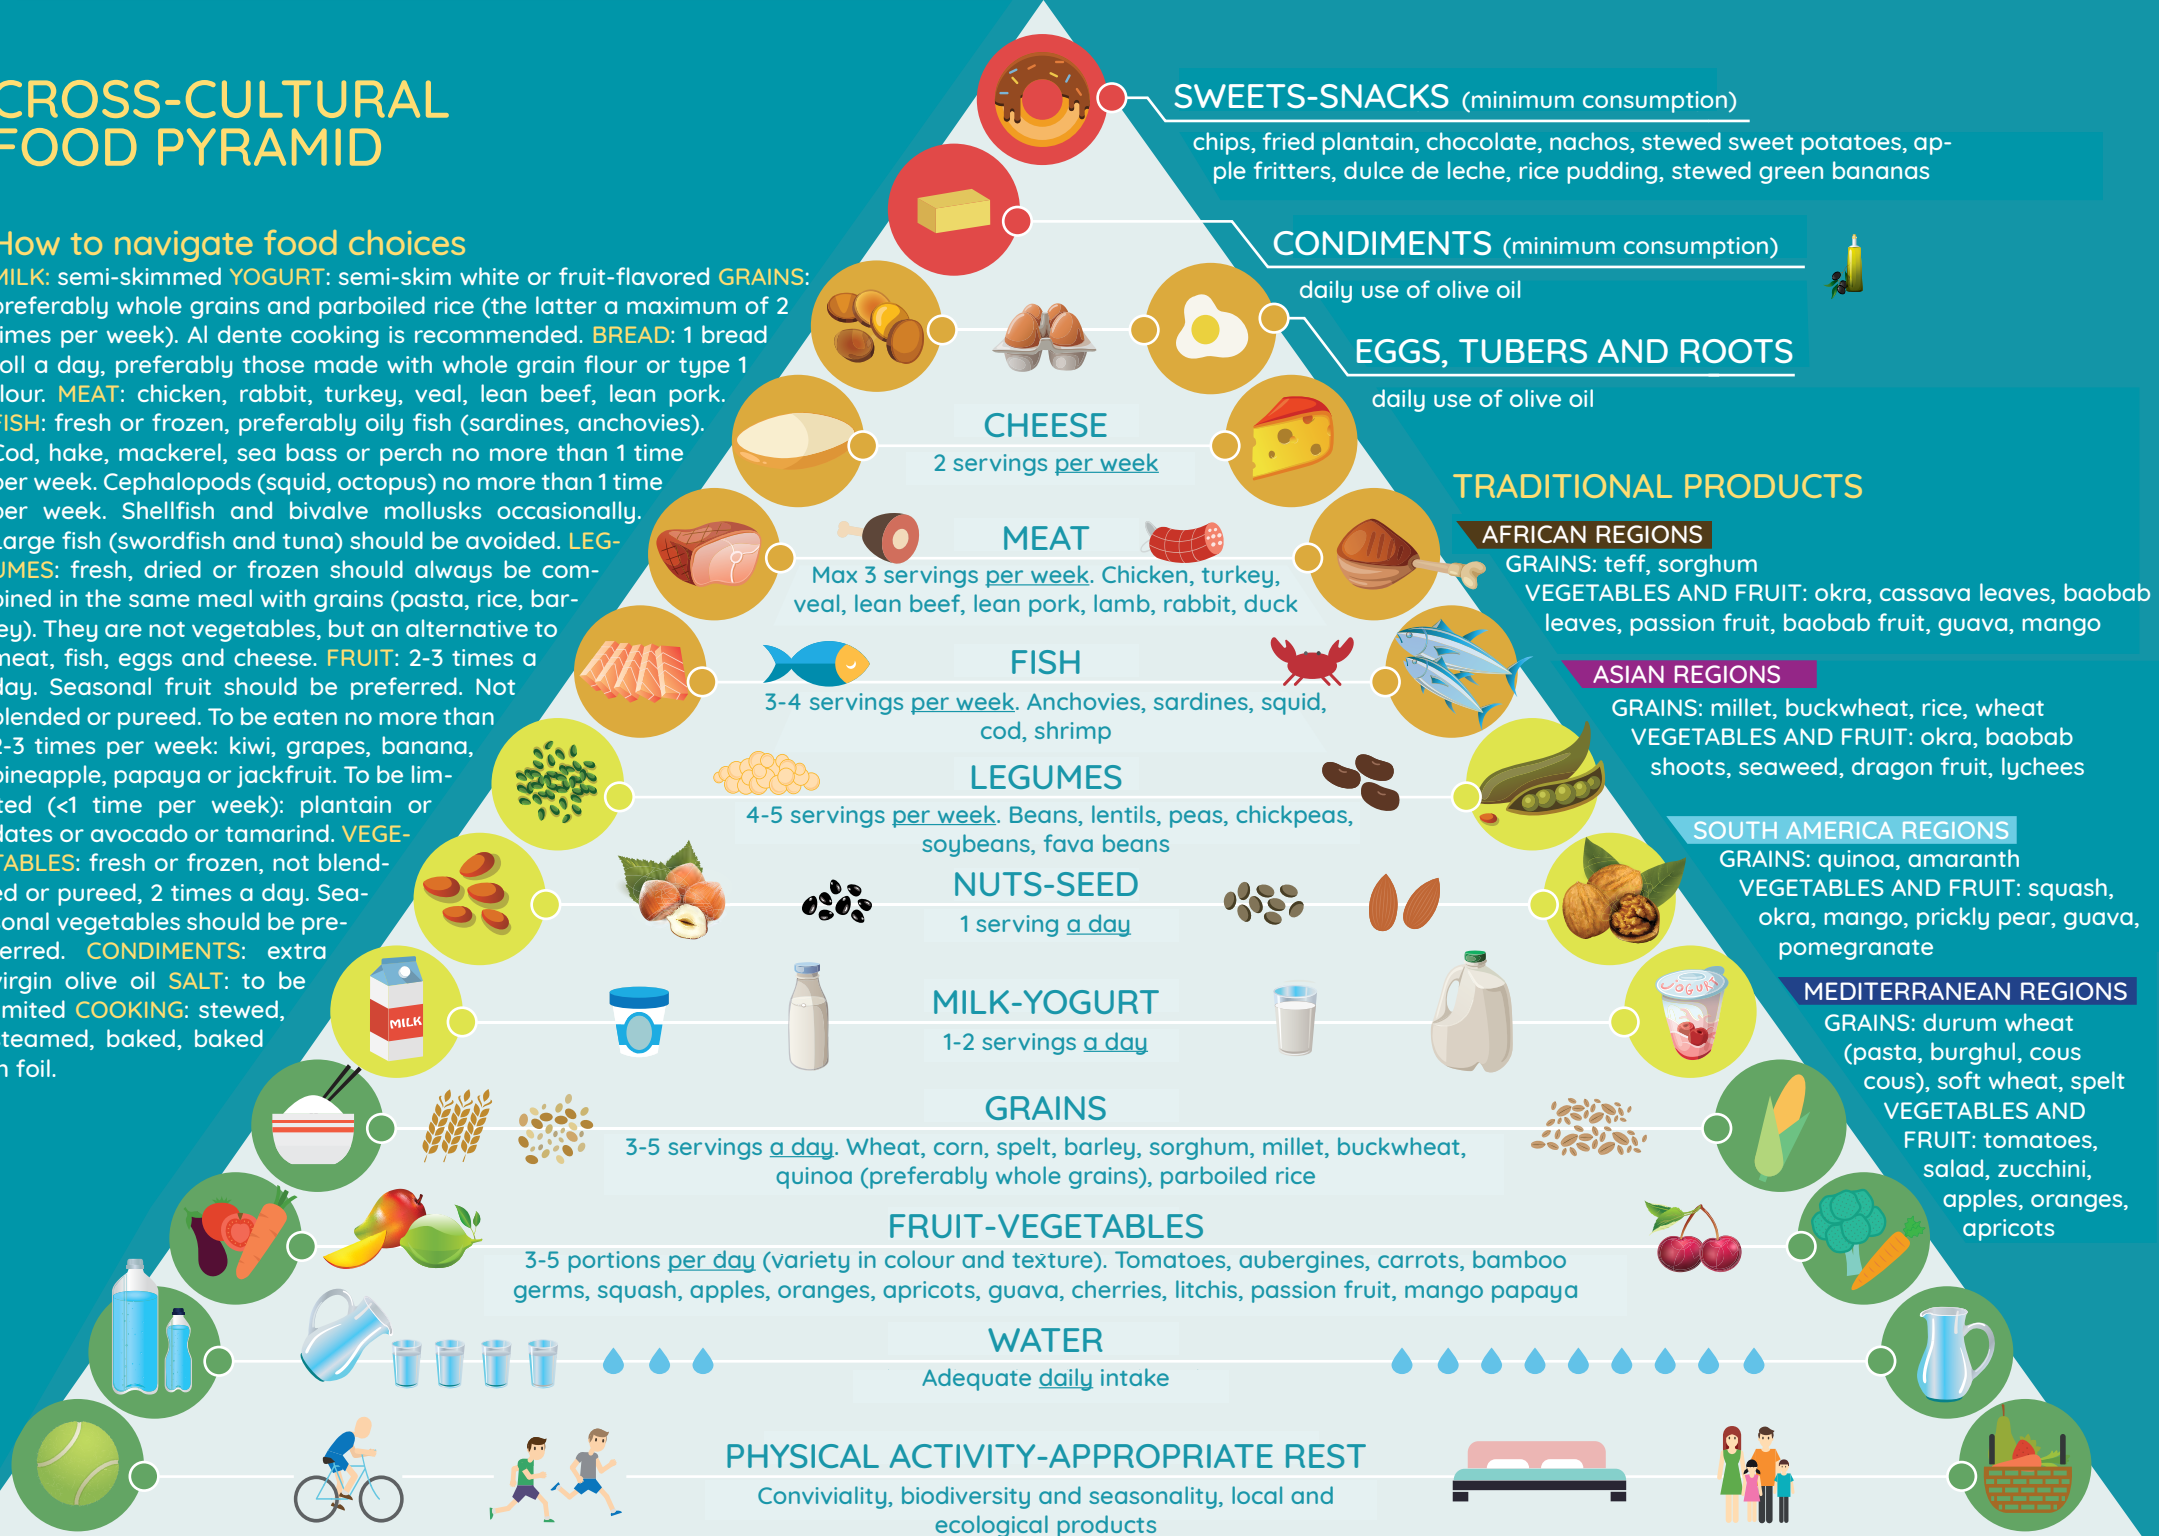 CROSS-CULTURAL
FOOD PYRAMID
How to navigate food choices
MILK: semi-skimmed YOGURT: semi-skim white or fruit-flavored GRAINS:
preferably whole grains and parboiled rice (the latter a maximum of 2
times per week). Al dente cooking is recommended. BREAD: 1 bread
roll a day, preferably those made with whole grain flour or type 1
flour. MEAT: chicken, rabbit, turkey, veal, lean beef, lean pork.
FISH: fresh or frozen, preferably oily fish (sardines, anchovies).
Cod, hake, mackerel, sea bass or perch no more than 1 time
per week. Cephalopods (squid, octopus) no more than 1 time
per week. Shellfish and bivalve mollusks occasionally.
Large fish (swordfish and tuna) should be avoided. LEG-
UMES: fresh, dried or frozen should always be com-
bined in the same meal with grains (pasta, rice, bar-
ley). They are not vegetables, but an alternative to
meat, fish, eggs and cheese. FRUIT: 2-3 times a
day. Seasonal fruit should be preferred. Not
blended or pureed. To be eaten no more than
2-3 times per week: kiwi, grapes, banana,
pineapple, papaya or jackfruit. To be lim-
ited (<1 time per week): plantain or
dates or avocado or tamarind. VEGE-
TABLES: fresh or frozen, not blend-
ed or pureed, 2 times a day. Sea-
sonal vegetables should be pre-
ferred. CONDIMENTS: extra
virgin olive oil SALT: to be
limited COOKING: stewed,
steamed, baked, baked
in foil.
SWEETS-SNACKS (minimum consumption)
chips, fried plantain, chocolate, nachos, stewed sweet potatoes, ap-
ple fritters, dulce de leche, rice pudding, stewed green bananas
CONDIMENTS (minimum consumption)
daily use of olive oil
EGGS, TUBERS AND ROOTS
daily use of olive oil
CHEESE
2 servings per week
MEAT
Max 3 servings per week. Chicken, turkey,
veal, lean beef, lean pork, lamb, rabbit, duck
FISH
3-4 servings per week. Anchovies, sardines, squid,
cod, shrimp
LEGUMES
4-5 servings per week. Beans, lentils, peas, chickpeas,
soybeans, fava beans
NUTS-SEED
1 serving a day
MILK
MILK-YOGURT
1-2 servings a day
YOGURT
GRAINS
3-5 servings a day. Wheat, corn, spelt, barley, sorghum, millet, buckwheat,
quinoa (preferably whole grains), parboiled rice
FRUIT-VEGETABLES
3-5 portions per day (variety in colour and texture). Tomatoes, aubergines, carrots, bamboo
germs, squash, apples, oranges, apricots, guava, cherries, litchis, passion fruit, mango papaya
WATER
Adequate daily intake
PHYSICAL ACTIVITY-APPROPRIATE REST
Conviviality, biodiversity and seasonality, local and
ecological products
TRADITIONAL PRODUCTS
AFRICAN REGIONS
GRAINS: teff, sorghum
VEGETABLES AND FRUIT: okra, cassava leaves, baobab
leaves, passion fruit, baobab fruit, guava, mango
ASIAN REGIONS
GRAINS: millet, buckwheat, rice, wheat
VEGETABLES AND FRUIT: okra, baobab
shoots, seaweed, dragon fruit, lychees
SOUTH AMERICA REGIONS
GRAINS: quinoa, amaranth
VEGETABLES AND FRUIT: squash,
okra, mango, prickly pear, guava,
pomegranate
MEDITERRANEAN REGIONS
GRAINS: durum wheat
(pasta, burghul, cous
cous), soft wheat, spelt
VEGETABLES AND
FRUIT: tomatoes,
salad, zucchini,
apples, oranges,
apricots